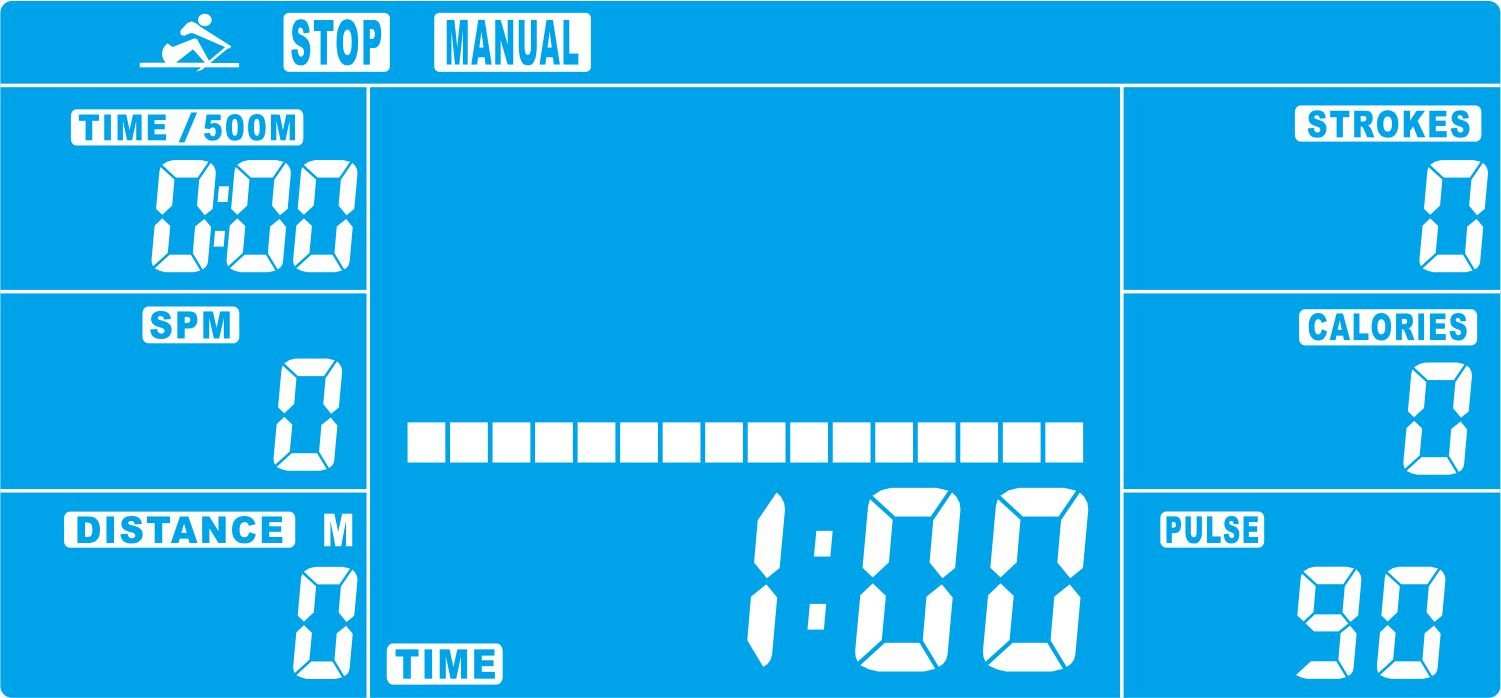 STOP MANUAL
TIME / 500M
0:00
SPM
0
DISTANCE M
0
1:00
TIME
STROKES
0
CALORIES
0
PULSE
90